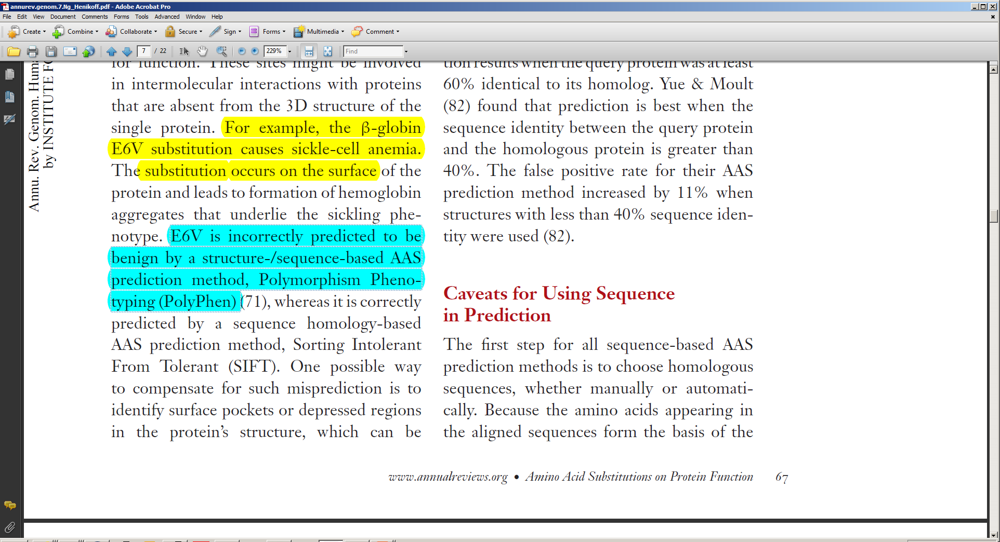 annurev.genom.7.Ng_Henikoff.pdf - Adobe Acrobat Pro
File Edit View Document Comments Forms Tools Advanced Window Help
Create Combine Collaborate Secure Sign Forms Multimedia Comment
7 / 22 229% Find
Annu. Rev. Genom. Huma
by INSTITUTE FO
for function. These sites might be involved
in intermolecular interactions with proteins
that are absent from the 3D structure of the
single protein. For example, the β-globin
E6V substitution causes sickle-cell anemia.
The substitution occurs on the surface of the
protein and leads to formation of hemoglobin
aggregates that underlie the sickling phe-
notype. E6V is incorrectly predicted to be
benign by a structure-/sequence-based AAS
prediction method, Polymorphism Pheno-
typing (PolyPhen) (71), whereas it is correctly
predicted by a sequence homology-based
AAS prediction method, Sorting Intolerant
From Tolerant (SIFT). One possible way
to compensate for such misprediction is to
identify surface pockets or depressed regions
in the protein's structure, which can be
tion results when the query protein was at least
60% identical to its homolog. Yue & Moult
(82) found that prediction is best when the
sequence identity between the query protein
and the homologous protein is greater than
40%. The false positive rate for their AAS
prediction method increased by 11% when
structures with less than 40% sequence iden-
tity were used (82).
Caveats for Using Sequence
in Prediction
The first step for all sequence-based AAS
prediction methods is to choose homologous
sequences, whether manually or automati-
cally. Because the amino acids appearing in
the aligned sequences form the basis of the
www.annualreviews.org • Amino Acid Substitutions on Protein Function 67